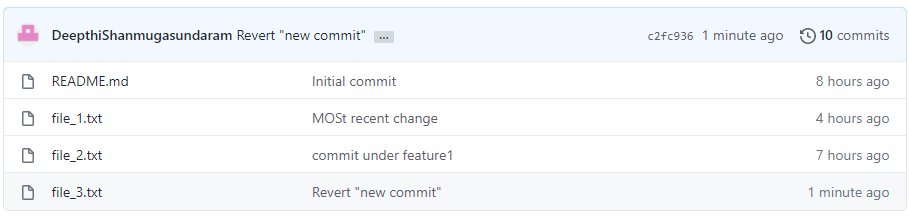 DeepthiShanmugasundaram Revert "new commit" ... c2fc936 1 minute ago 10 commits
README.md Initial commit 8 hours ago
file_1.txt MOSt recent change 4 hours ago
file_2.txt commit under feature1 7 hours ago
file_3.txt Revert "new commit" 1 minute ago